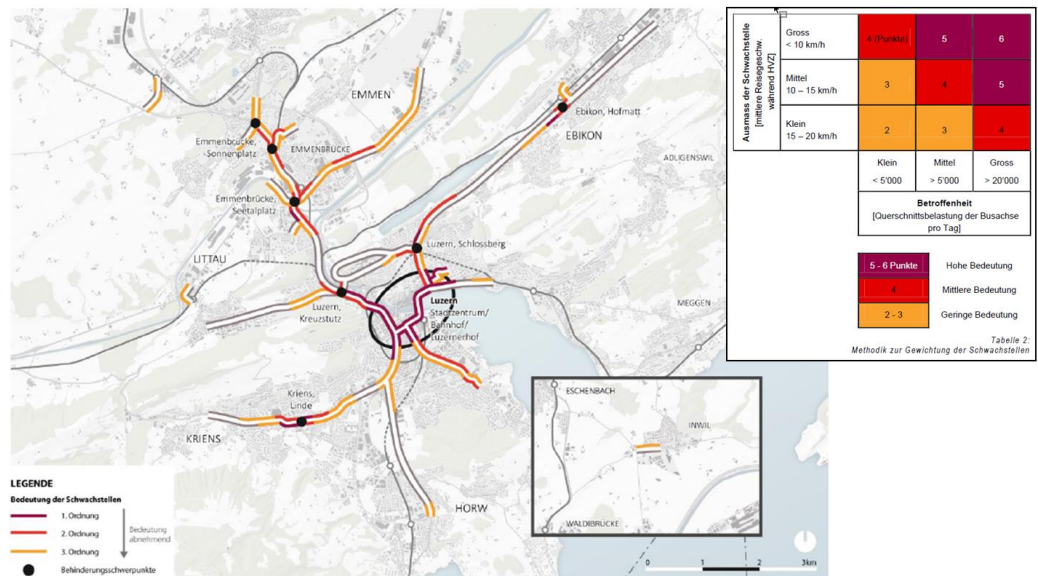 EMMEN
Emmenbrücke,
Sonnenplatz
EMMENBRÜCKE
Ebikon, Hofmatt
EBIKON
ADLIGENSWIL
Emmenbrücke,
Seetalplatz
LITTAU
Luzern, Schlossberg
Luzern,
Kreuzstutz
Luzern
Stadtzentrum/
Bahnhof/
Luzernerhof
MEGGEN
Kriens,
Linde
KRIENS
HORW
ESCHENBACH
INWIL
WALDIBRÜCKE
0 1 2 3km
LEGENDE
Bedeutung der Schwachstellen
1. Ordnung
2. Ordnung
3. Ordnung
Bedeutung
abnehmend
Behinderungsschwerpunkte
Ausmass der Schwachstelle
[mittlere Reisegeschw.
während HVZ]
Gross
< 10 km/h
4 (Punkte)
5
6
Mittel
10 – 15 km/h
3
4
5
Klein
15 – 20 km/h
2
3
4
Klein
< 5'000
Mittel
> 5'000
Gross
> 20'000
Betroffenheit
[Querschnittsbelastung der Busachse
pro Tag]
5 - 6 Punkte Hohe Bedeutung
4 Mittlere Bedeutung
2 - 3 Geringe Bedeutung
Tabelle 2:
Methodik zur Gewichtung der Schwachstellen